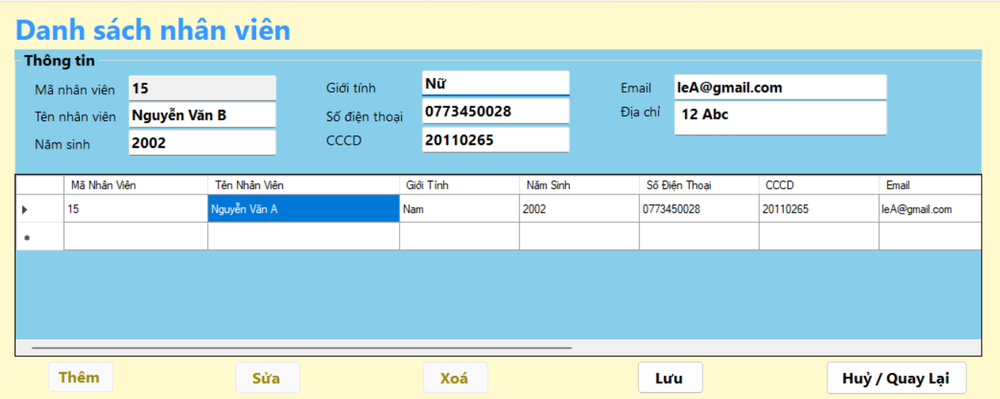 Danh sách nhân viên
Thông tin
Mã nhân viên 15 Giới tính Nữ Email leA@gmail.com
Tên nhân viên Nguyễn Văn B Số điện thoại 0773450028 Địa chỉ 12 Abc
Năm sinh 2002 CCCD 20110265
Mã Nhân Viên Tên Nhân Viên Giới Tính Năm Sinh Số Điện Thoại CCCD Email
15 Nguyễn Văn A Nam 2002 0773450028 20110265 leA@gmail.com
Thêm Sửa Xoá Lưu Huỷ / Quay Lại